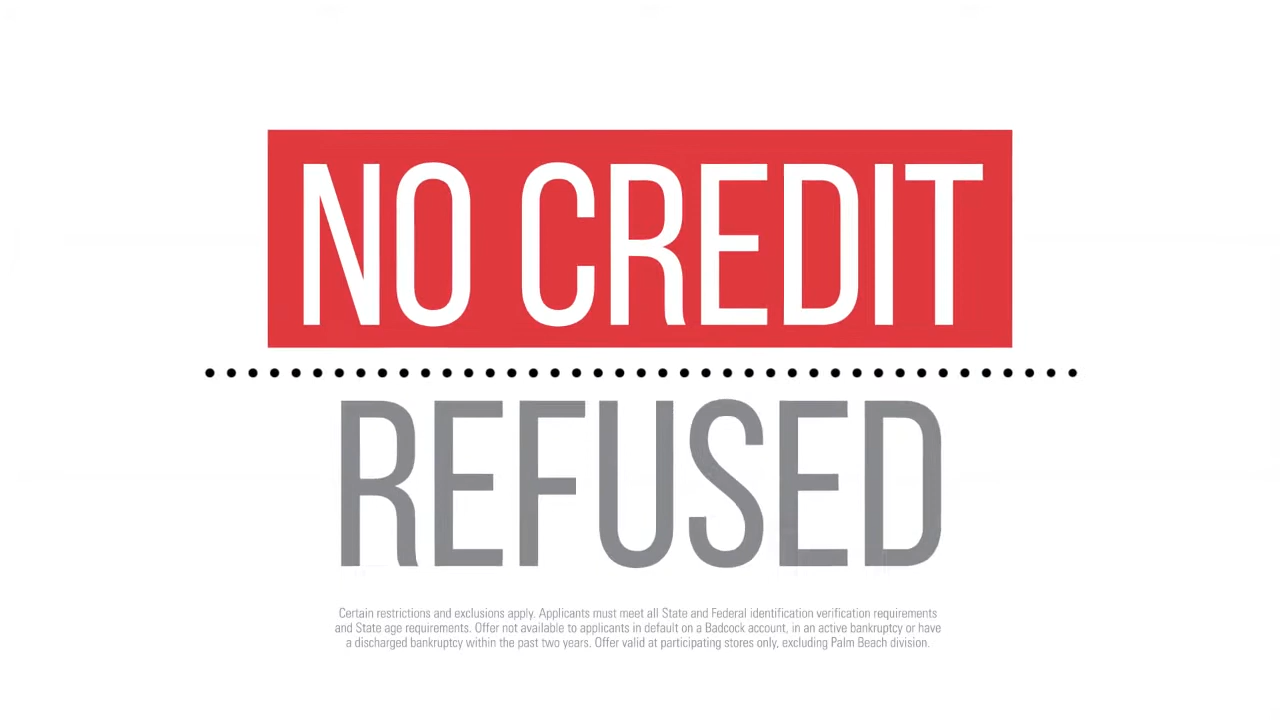 NO CREDIT
REFUSED
Certain restrictions and exclusions apply. Applicants must meet all State and Federal identification verification requirements
and State age requirements. Offer not available to applicants in default on a Badcock account, in an active bankruptcy or have
a discharged bankruptcy within the past two years. Offer valid at participating stores only, excluding Palm Beach division.